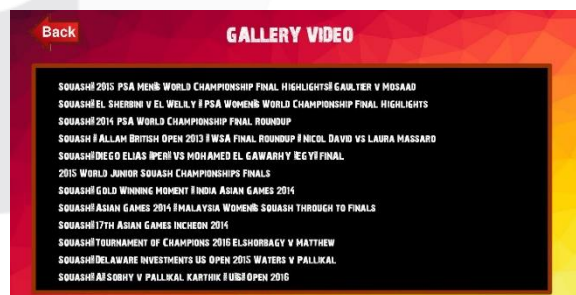 Back
GALLERY VIDEO
SQUASH 2015 PSA MEN'S WORLD CHAMPIONSHIP FINAL HIGHLIGHTS GAULTIER V MOSAAD
SQUASH EL SHERBINI V EL WELILY PSA WOMEN'S WORLD CHAMPIONSHIP FINAL HIGHLIGHTS
SQUASH 2014 PSA WORLD CHAMPIONSHIP FINAL ROUNDUP
SQUASH ALLAM BRITISH OPEN 2013 WSA FINAL ROUNDUP NICOL DAVID VS LAURA MASSARO
SQUASH DIEGO ELIAS PER VS MOHAMED EL GAWARHY EGY FINAL
2015 WORLD JUNIOR SQUASH CHAMPIONSHIPS FINALS
SQUASH GOLD WINNING MOMENT INDIA ASIAN GAMES 2014
SQUASH ASIAN GAMES 2014 MALAYSIA WOMEN'S SQUASH THROUGH TO FINALS
SQUASH 17TH ASIAN GAMES INCHEON 2014
SQUASH TOURNAMENT OF CHAMPIONS 2016 ELSHORBAGY V MATTHEW
SQUASH DELAWARE INVESTMENTS US OPEN 2015 WATERS V PALLIKAL
SQUASH A SOBHY V PALLIKAL KARTHIK U S OPEN 2016